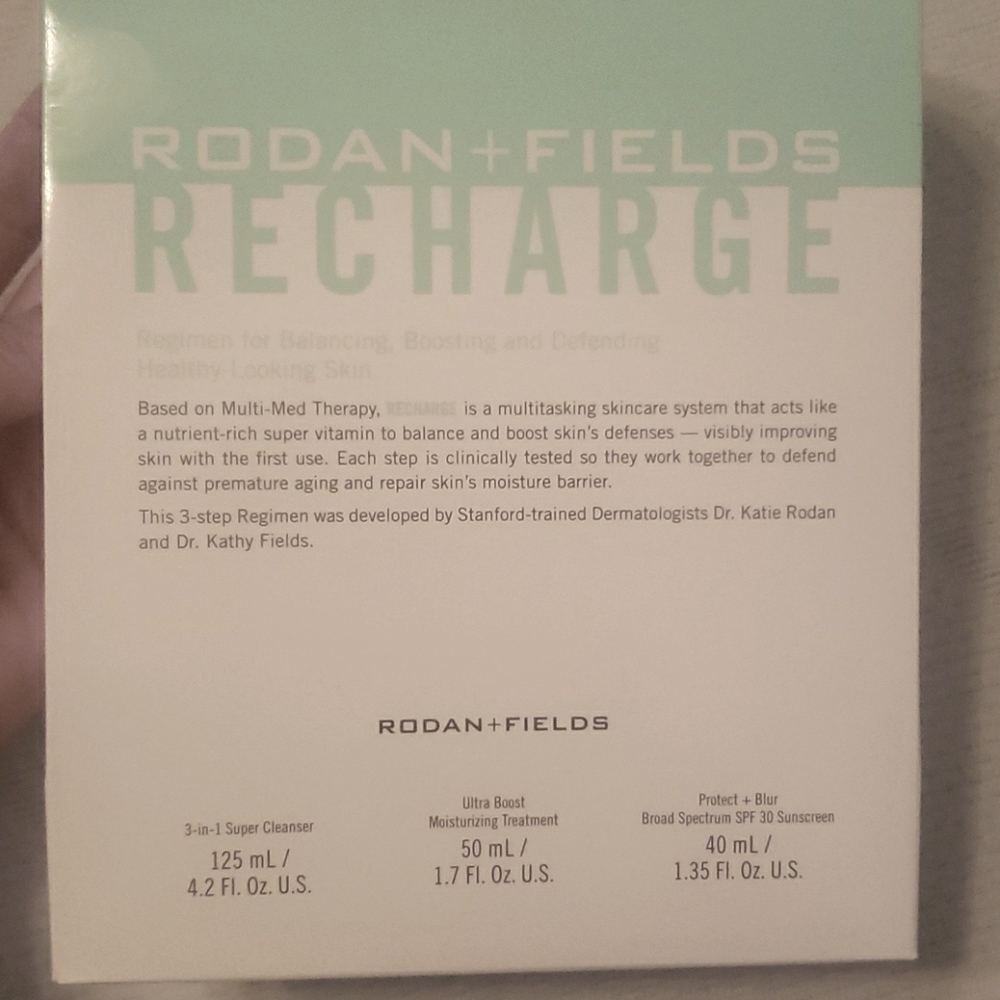 RODAN+FIELDS
RECHARGE
Regimen for Balancing, Boosting and Defending
Healthy-Looking Skin
Based on Multi-Med Therapy, RECHARGE is a multitasking skincare system that acts like
a nutrient-rich super vitamin to balance and boost skin's defenses — visibly improving
skin with the first use. Each step is clinically tested so they work together to defend
against premature aging and repair skin's moisture barrier.
This 3-step Regimen was developed by Stanford-trained Dermatologists Dr. Katie Rodan
and Dr. Kathy Fields.
RODAN+FIELDS
3-in-1 Super Cleanser
125 mL /
4.2 Fl. Oz. U.S.
Ultra Boost
Moisturizing Treatment
50 mL /
1.7 Fl. Oz. U.S.
Protect + Blur
Broad Spectrum SPF 30 Sunscreen
40 mL /
1.35 Fl. Oz. U.S.